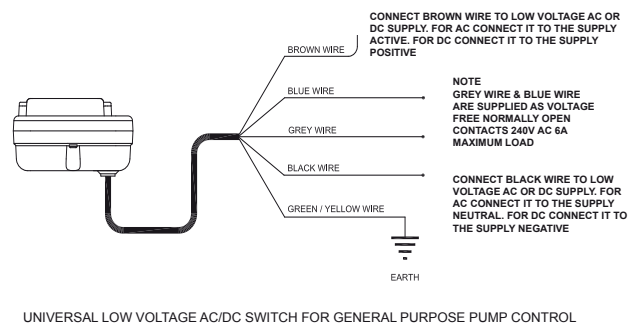 CONNECT BROWN WIRE TO LOW VOLTAGE AC OR
DC SUPPLY. FOR AC CONNECT IT TO THE SUPPLY
ACTIVE. FOR DC CONNECT IT TO THE SUPPLY
POSITIVE
BROWN WIRE
BLUE WIRE
NOTE
GREY WIRE & BLUE WIRE
ARE SUPPLIED AS VOLTAGE
FREE NORMALLY OPEN
CONTACTS 240V AC 6A
MAXIMUM LOAD
GREY WIRE
BLACK WIRE
CONNECT BLACK WIRE TO LOW
VOLTAGE AC OR DC SUPPLY. FOR
AC CONNECT IT TO THE SUPPLY
NEUTRAL. FOR DC CONNECT IT TO
THE SUPPLY NEGATIVE
GREEN / YELLOW WIRE
EARTH
UNIVERSAL LOW VOLTAGE AC/DC SWITCH FOR GENERAL PURPOSE PUMP CONTROL